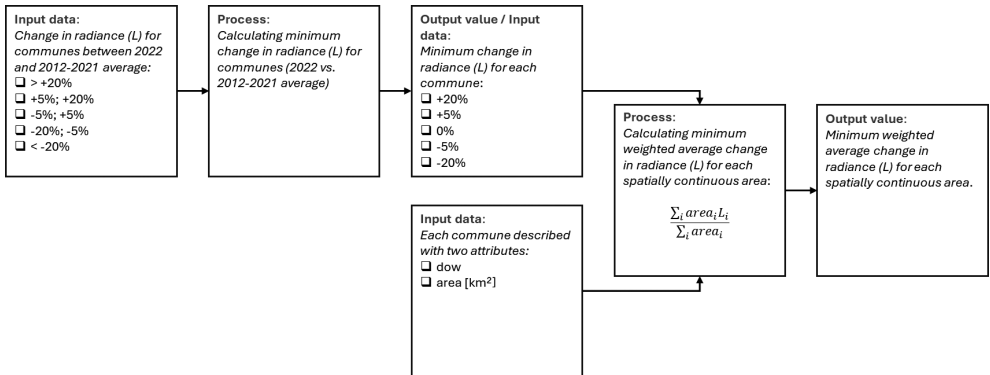 Input data:
Change in radiance (L) for
communes between 2022
and 2012-2021 average:
❑ > +20%
❑ +5%; +20%
❑ -5%; +5%
❑ -20%; -5%
❑ < -20%
Process:
Calculating minimum
change in radiance (L) for
communes (2022 vs.
2012-2021 average)
Output value / Input
data:
Minimum change in
radiance (L) for each
commune:
❑ +20%
❑ +5%
❑ 0%
❑ -5%
❑ -20%
Input data:
Each commune described
with two attributes:
❑ dow
❑ area [km²]
Process:
Calculating minimum
weighted average change
in radiance (L) for each
spatially continuous area:
∑ᵢ areaᵢLᵢ
∑ᵢ areaᵢ
Output value:
Minimum weighted
average change in
radiance (L) for each
spatially continuous area.